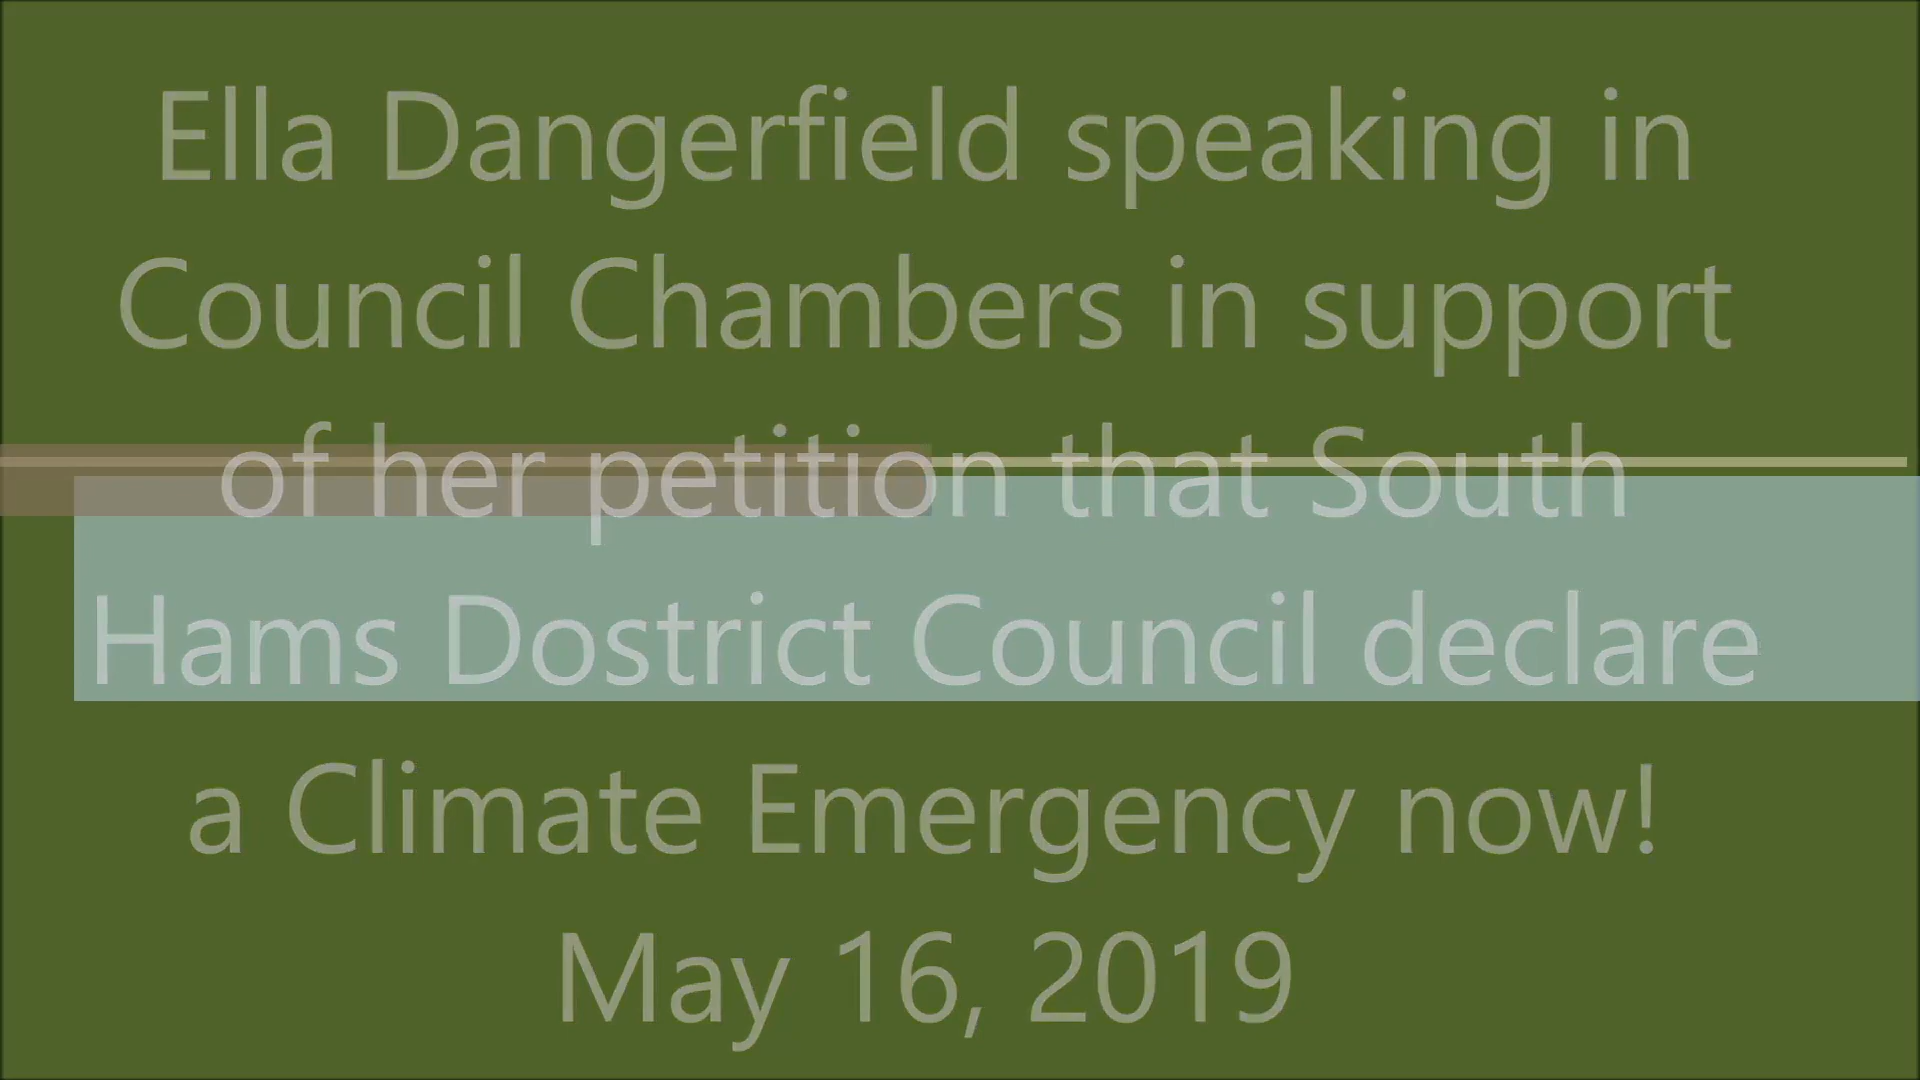 Ella Dangerfield speaking in
Council Chambers in support
of her petition that South
Hams Dostrict Council declare
a Climate Emergency now!
May 16, 2019